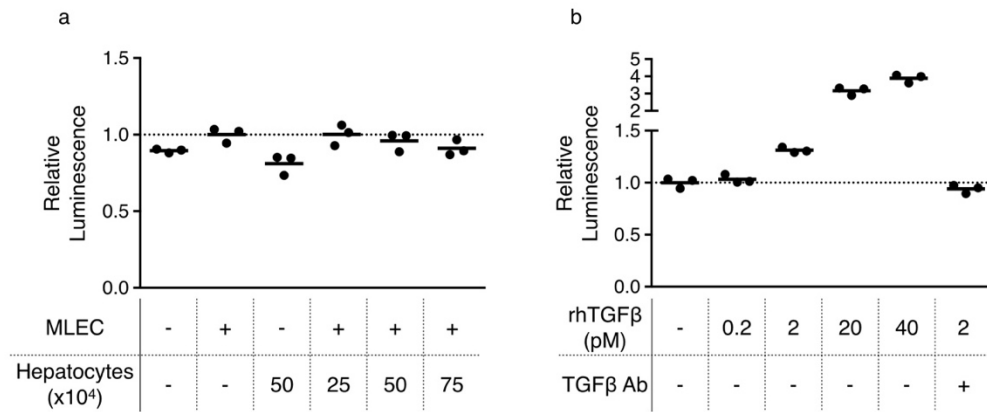 a
Relative
Luminescence
1.5
1.0
0.5
0.0
MLEC - + - + + +
Hepatocytes
(x10⁴) - - 50 25 50 75
b
Relative
Luminescence
5
4
3
2
1.5
1.0
0.5
0.0
rhTGFβ
(pM) - 0.2 2 20 40 2
TGFβ Ab - - - - - +